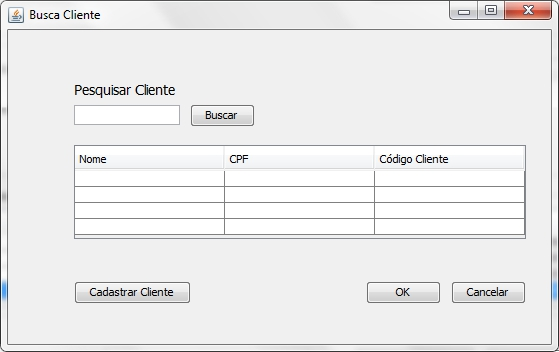 Busca Cliente
Pesquisar Cliente
Buscar
Nome CPF Código Cliente
Cadastrar Cliente OK Cancelar